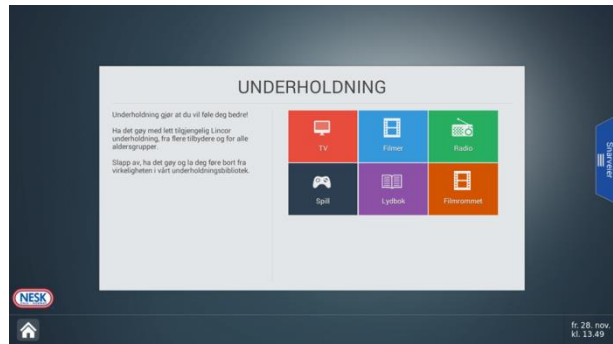 UNDERHOLDNING
Underholdning gjør at du vil føle deg bedre!
Ha det gøy med lett tilgjengelig Lincor
underholdning, fra flere tilbydere og for alle
aldersgrupper.
Slapp av, ha det gøy og la deg føre bort fra
virkeligheten i vårt underholdningsbibliotek.
TV
Filmer
Radio
Spill
Lydbok
Filmrommet
Snarveier
NESK
fr. 28. nov.
kl. 13.49